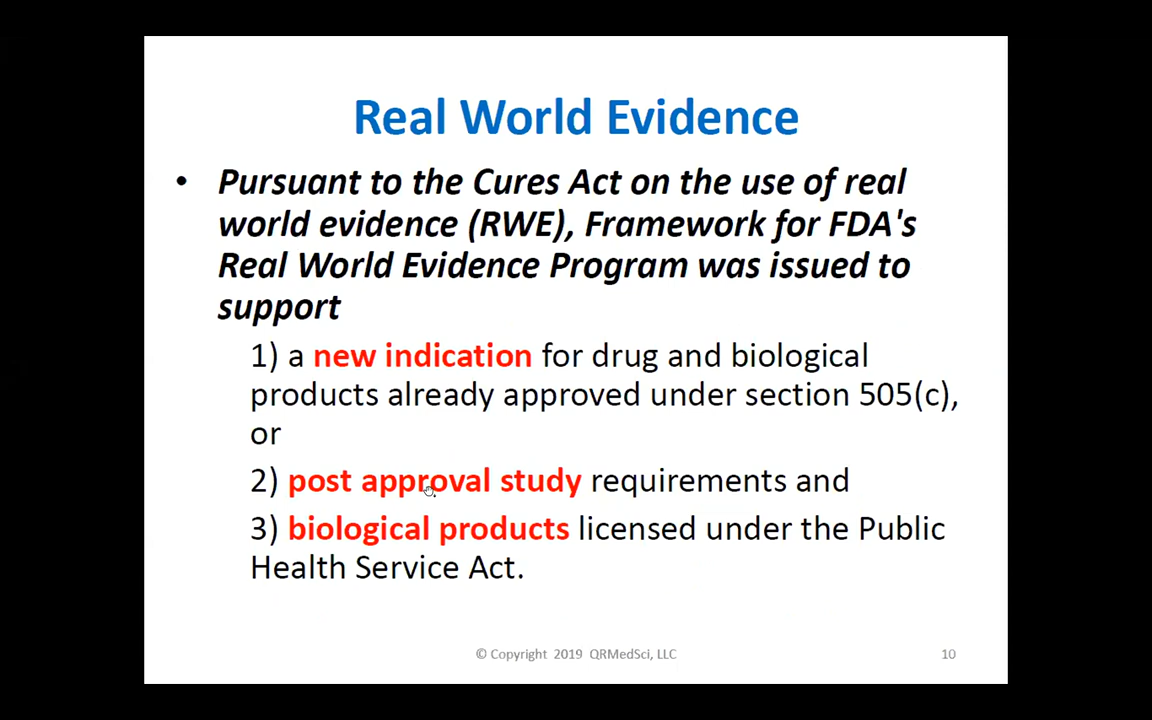 Real World Evidence
• Pursuant to the Cures Act on the use of real
world evidence (RWE), Framework for FDA's
Real World Evidence Program was issued to
support
1) a new indication for drug and biological
products already approved under section 505(c),
or
2) post approval study requirements and
3) biological products licensed under the Public
Health Service Act.
© Copyright 2019 QRMedSci, LLC
10